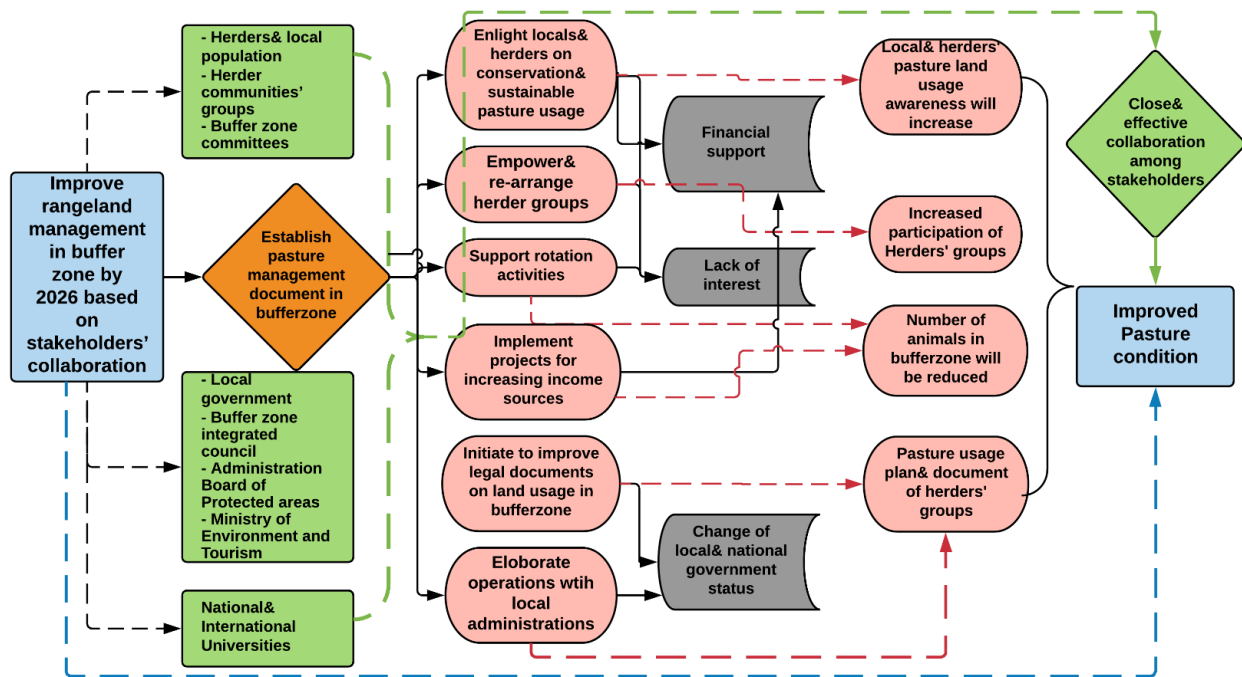 Improve
rangeland
management
in buffer
zone by
2026 based
on
stakeholders’
collaboration
- Herders& local
population
- Herder
communities’
groups
- Buffer zone
committees
Establish
pasture
management
document in
bufferzone
- Local
government
- Buffer zone
integrated
council
- Administration
Board of
Protected areas
- Ministry of
Environment and
Tourism
National&
International
Universities
Enlight locals&
herders on
conservation&
sustainable
pasture usage
Empower&
re-arrange
herder groups
Support rotation
activities
Implement
projects for
increasing income
sources
Initiate to improve
legal documents
on land usage in
bufferzone
Eloborate
operations wtih
local
administrations
Financial
support
Lack of
interest
Change of
local& national
government
status
Local& herders’
pasture land
usage
awareness will
increase
Increased
participation of
Herders’ groups
Number of
animals in
bufferzone will
be reduced
Pasture usage
plan& document
of herders’
groups
Close&
effective
collaboration
among
stakeholders
Improved
Pasture
condition